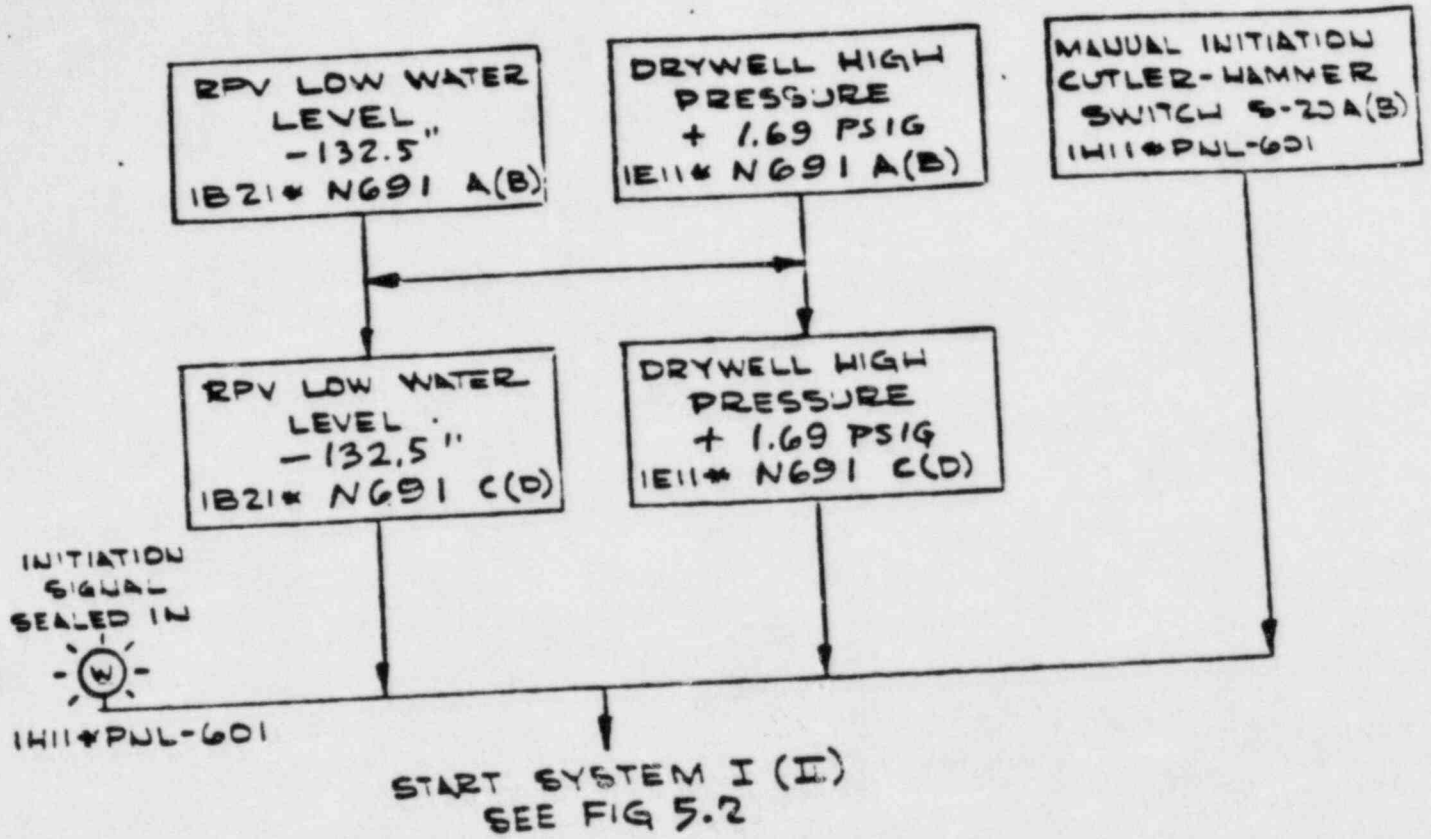 RPV LOW WATER
LEVEL
-132.5"
1B21* N691 A(B)
DRYWELL HIGH
PRESSURE
+ 1.69 PSIG
1E11* N691 A(B)
MANUAL INITIATION
CUTLER-HAMMER
SWITCH S-20A(B)
1H11*PNL-601
RPV LOW WATER
LEVEL
-132.5"
1B21* N691 C(D)
DRYWELL HIGH
PRESSURE
+ 1.69 PSIG
1E11* N691 C(D)
INITIATION
SIGNAL
SEALED IN
W
1H11*PNL-601
START SYSTEM I (II)
SEE FIG 5.2